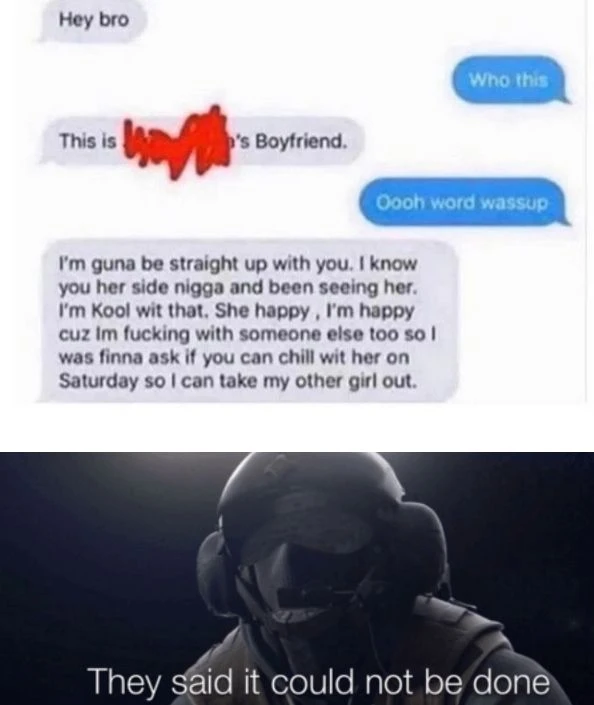 Hey bro
Who this
This is 's Boyfriend.
Oooh word wassup
I'm guna be straight up with you. I know
you her side nigga and been seeing her.
I'm Kool wit that. She happy , I'm happy
cuz Im fucking with someone else too so I
was finna ask if you can chill wit her on
Saturday so I can take my other girl out.
They said it could not be done